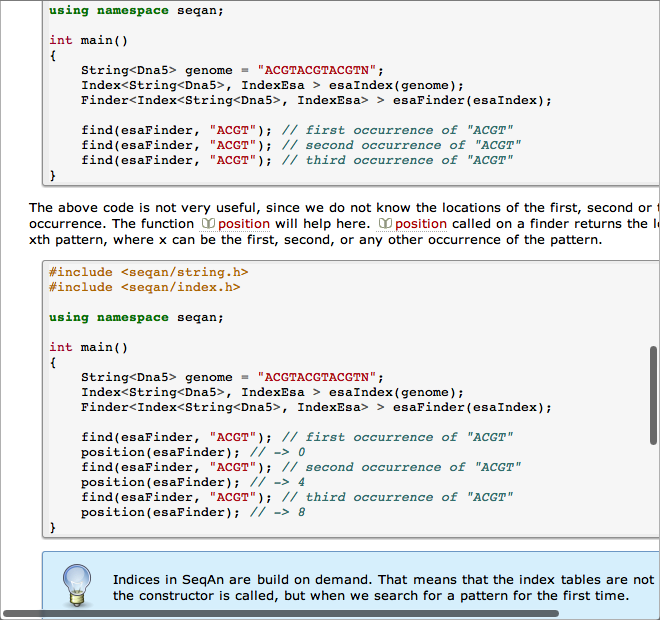 using namespace seqan;
int main()
{
String<Dna5> genome = "ACGTACGTACGTN";
Index<String<Dna5>, IndexEsa > esaIndex(genome);
Finder<Index<String<Dna5>, IndexEsa> > esaFinder(esaIndex);
find(esaFinder, "ACGT"); // first occurrence of "ACGT"
find(esaFinder, "ACGT"); // second occurrence of "ACGT"
find(esaFinder, "ACGT"); // third occurrence of "ACGT"
}
The above code is not very useful, since we do not know the locations of the first, second or
occurrence. The function position will help here. position called on a finder returns the
xth pattern, where x can be the first, second, or any other occurrence of the pattern.
#include <seqan/string.h>
#include <seqan/index.h>
using namespace seqan;
int main()
{
String<Dna5> genome = "ACGTACGTACGTN";
Index<String<Dna5>, IndexEsa > esaIndex(genome);
Finder<Index<String<Dna5>, IndexEsa> > esaFinder(esaIndex);
find(esaFinder, "ACGT"); // first occurrence of "ACGT"
position(esaFinder); // -> 0
find(esaFinder, "ACGT"); // second occurrence of "ACGT"
position(esaFinder); // -> 4
find(esaFinder, "ACGT"); // third occurrence of "ACGT"
position(esaFinder); // -> 8
}
Indices in SeqAn are build on demand. That means that the index tables are not
the constructor is called, but when we search for a pattern for the first time.